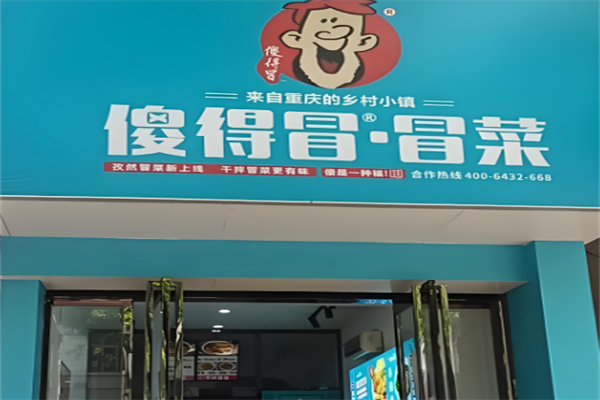 傻得冒
®
来自重庆的乡村小镇
傻得冒®·冒菜
孜然冒菜新上线 干拌冒菜更有味 傻是一种福! 合作热线 400-6432-668